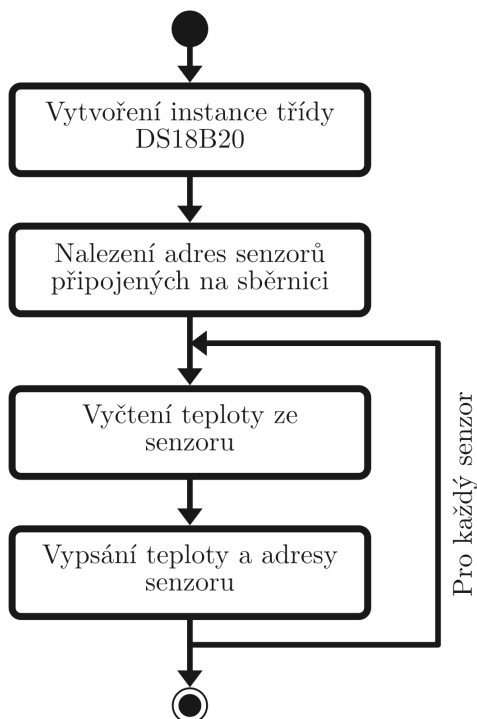 Vytvoření instance třídy
DS18B20
Nalezení adres senzorů
připojených na sběrnici
Vyčtení teploty ze
senzoru
Vypsání teploty a adresy
senzoru
Pro každý senzor